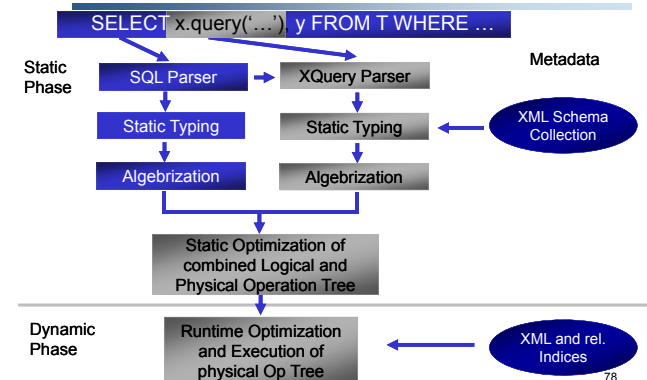 SELECT x.query('…'), y FROM T WHERE …
Static
Phase
Metadata
SQL Parser
XQuery Parser
XML Schema
Collection
Static Typing
Static Typing
Algebrization
Algebrization
Static Optimization of
combined Logical and
Physical Operation Tree
Dynamic
Phase
Runtime Optimization
and Execution of
physical Op Tree
XML and rel.
Indices
78